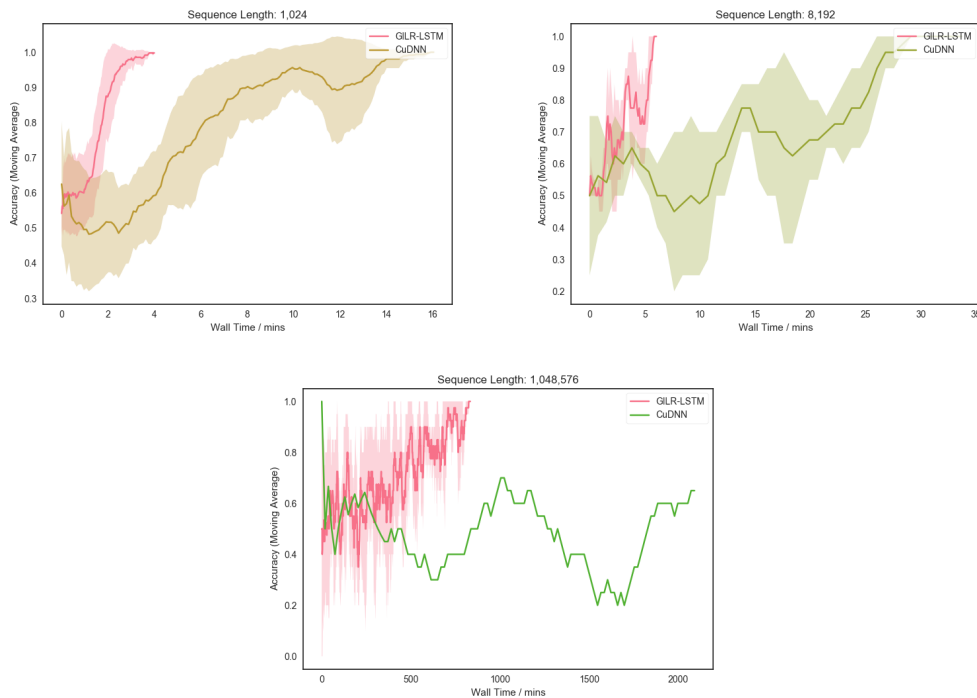 Sequence Length: 1,024
GILR-LSTM
CuDNN
Accuracy (Moving Average)
1.0
0.9
0.8
0.7
0.6
0.5
0.4
0.3
0 2 4 6 8 10 12 14 16
Wall Time / mins
Sequence Length: 8,192
GILR-LSTM
CuDNN
Accuracy (Moving Average)
1.0
0.9
0.8
0.7
0.6
0.5
0.4
0.3
0.2
0 5 10 15 20 25 30 35
Wall Time / mins
Sequence Length: 1,048,576
GILR-LSTM
CuDNN
Accuracy (Moving Average)
1.0
0.8
0.6
0.4
0.2
0.0
0 500 1000 1500 2000
Wall Time / mins